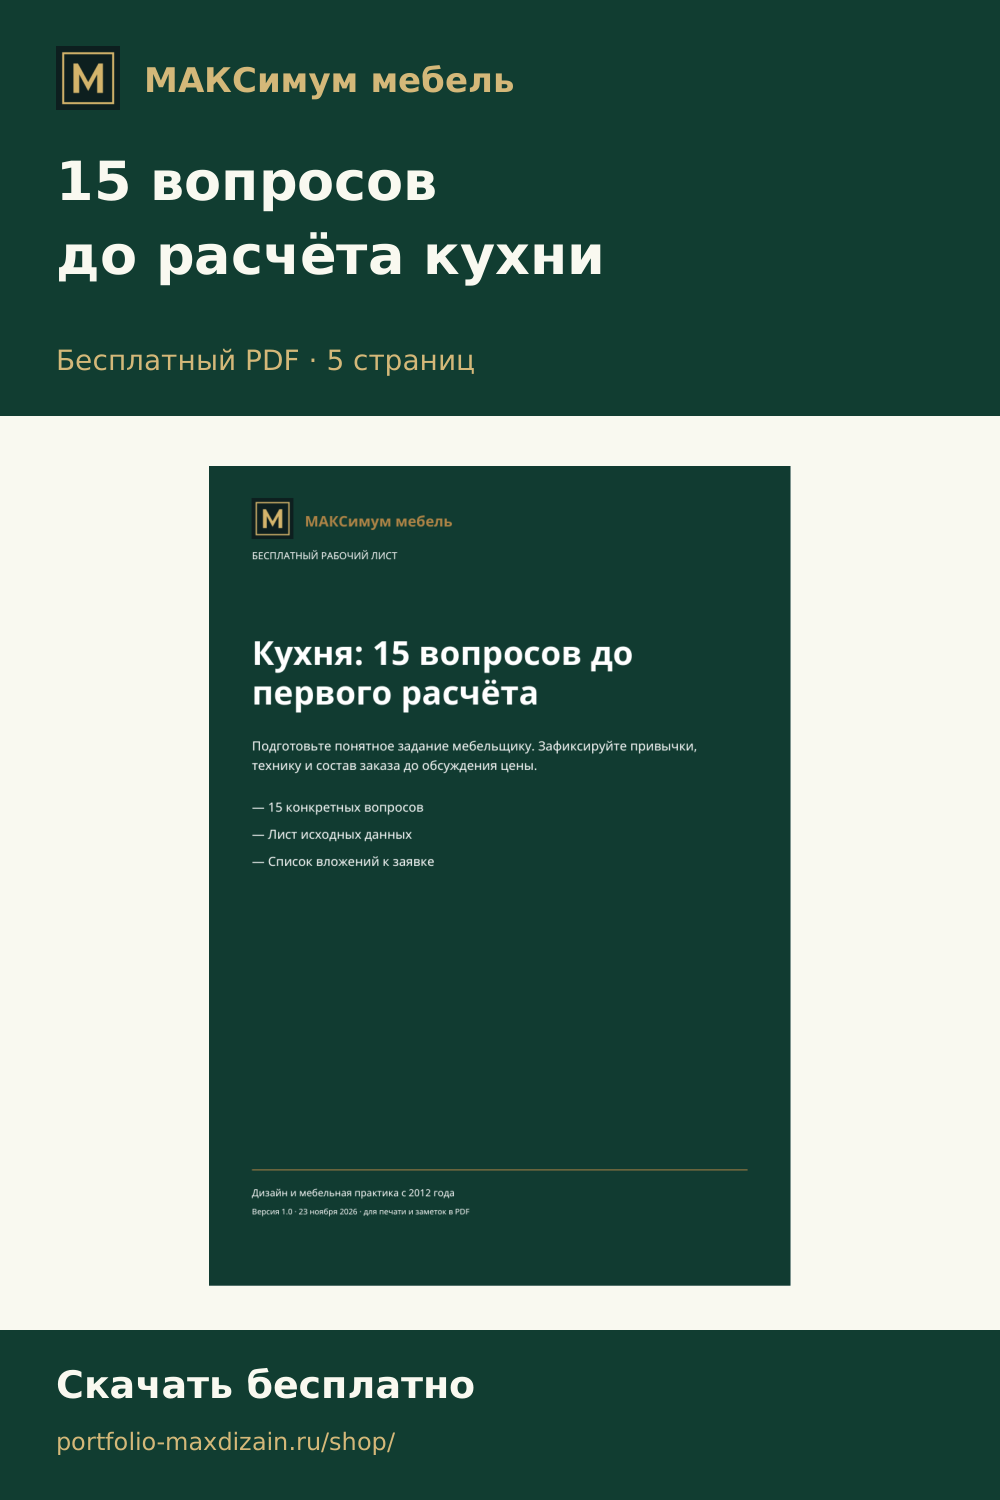 M МАКСимум мебель
15 вопросов
до расчёта кухни
Бесплатный PDF · 5 страниц
M МАКСимум мебель
БЕСПЛАТНЫЙ РАБОЧИЙ ЛИСТ
Кухня: 15 вопросов до
первого расчёта
Подготовьте понятное задание мебельщику. Зафиксируйте привычки,
технику и состав заказа до обсуждения цены.
— 15 конкретных вопросов
— Лист исходных данных
— Список вложений к заявке
Дизайн и мебельная практика с 2012 года
Версия 1.0 · 23 ноября 2026 · для печати и заметок в PDF
Скачать бесплатно
portfolio-maxdizain.ru/shop/